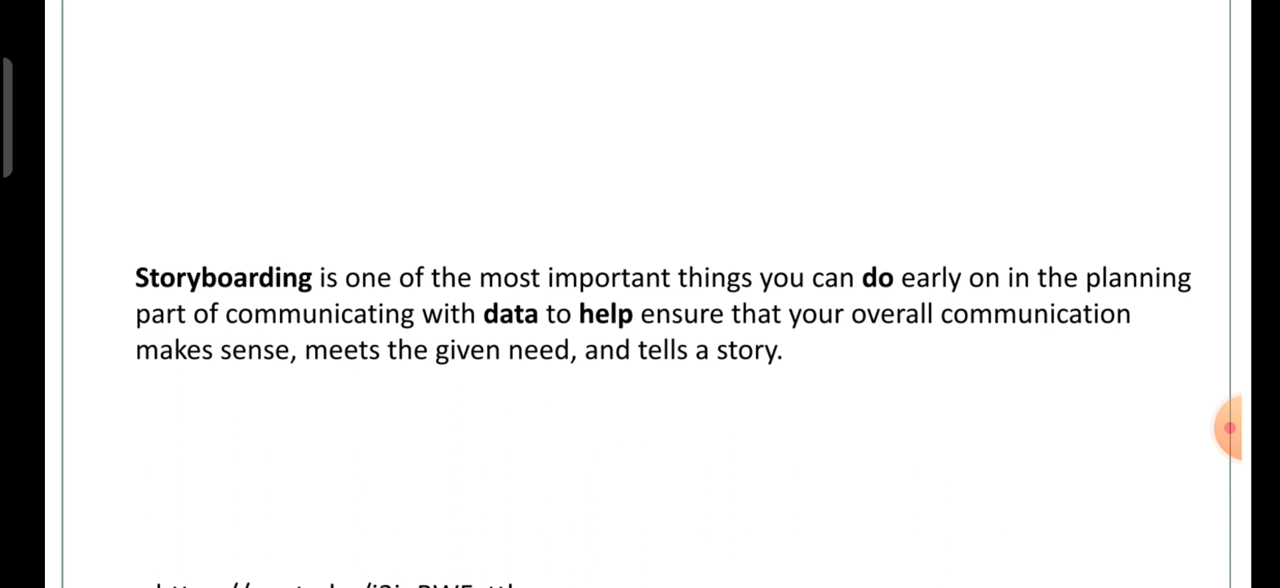 Storyboarding is one of the most important things you can do early on in the planning
part of communicating with data to help ensure that your overall communication
makes sense, meets the given need, and tells a story.